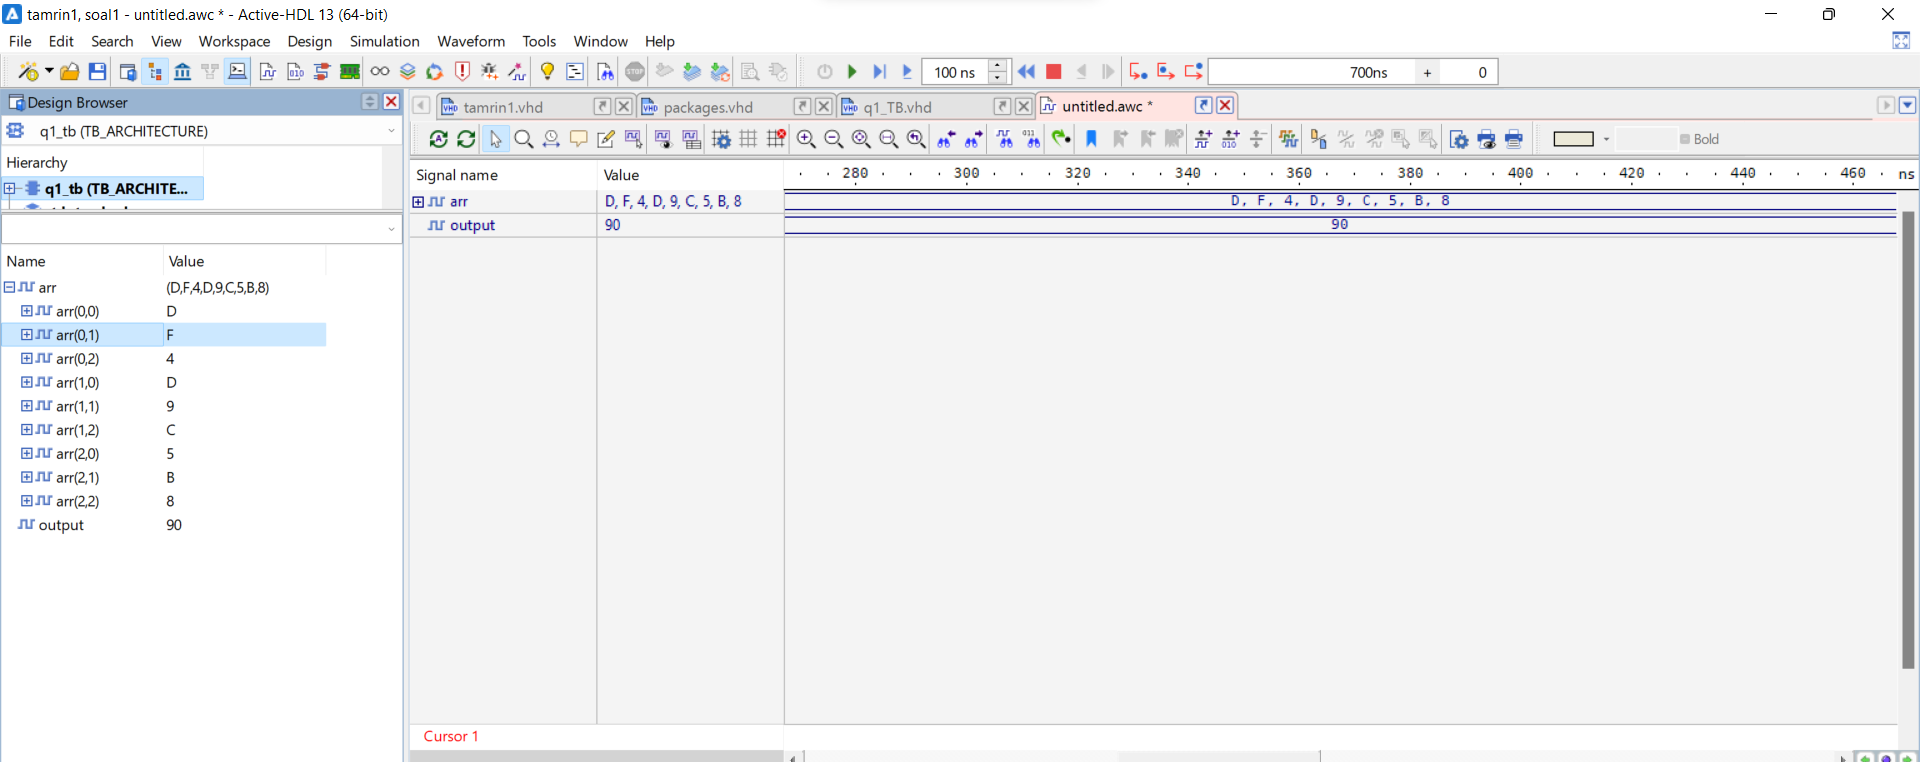 tamrin1, soal1 - untitled.awc * - Active-HDL 13 (64-bit)
File Edit Search View Workspace Design Simulation Waveform Tools Window Help
100 ns 700ns + 0
Design Browser
tamrin1.vhd packages.vhd q1_TB.vhd untitled.awc *
q1_tb (TB_ARCHITECTURE)
Bold
Hierarchy
q1_tb (TB_ARCHITE...
Signal name Value 280 300 320 340 360 380 400 420 440 460 ns
arr D, F, 4, D, 9, C, 5, B, 8 D, F, 4, D, 9, C, 5, B, 8
output 90 90
Name Value
arr (D,F,4,D,9,C,5,B,8)
arr(0,0) D
arr(0,1) F
arr(0,2) 4
arr(1,0) D
arr(1,1) 9
arr(1,2) C
arr(2,0) 5
arr(2,1) B
arr(2,2) 8
output 90
Cursor 1